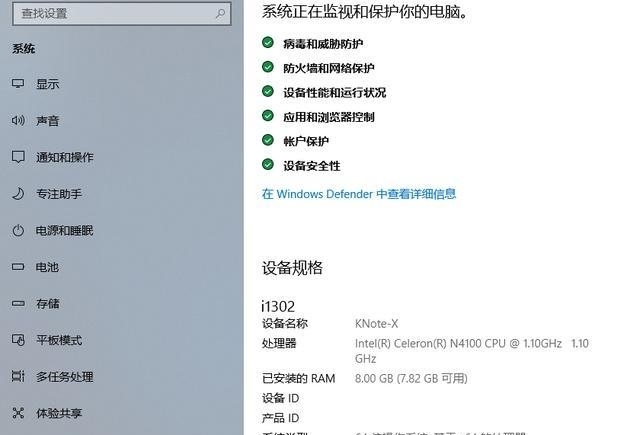 查找设置
系统
显示
声音
通知和操作
专注助手
电源和睡眠
电池
存储
平板模式
多任务处理
体验共享
系统正在监视和保护你的电脑。
病毒和威胁防护
防火墙和网络保护
设备性能和运行状况
应用和浏览器控制
帐户保护
设备安全性
在 Windows Defender 中查看详细信息
设备规格
i1302
设备名称 KNote-X
处理器 Intel(R) Celeron(R) N4100 CPU @ 1.10GHz 1.10
GHz
已安装的 RAM 8.00 GB (7.82 GB 可用)
设备 ID
产品 ID